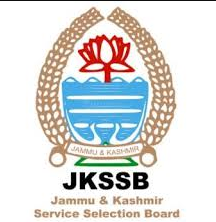 JAMMU & KASHMIR
JKSSB
Jammu & Kashmir
Service Selection Board